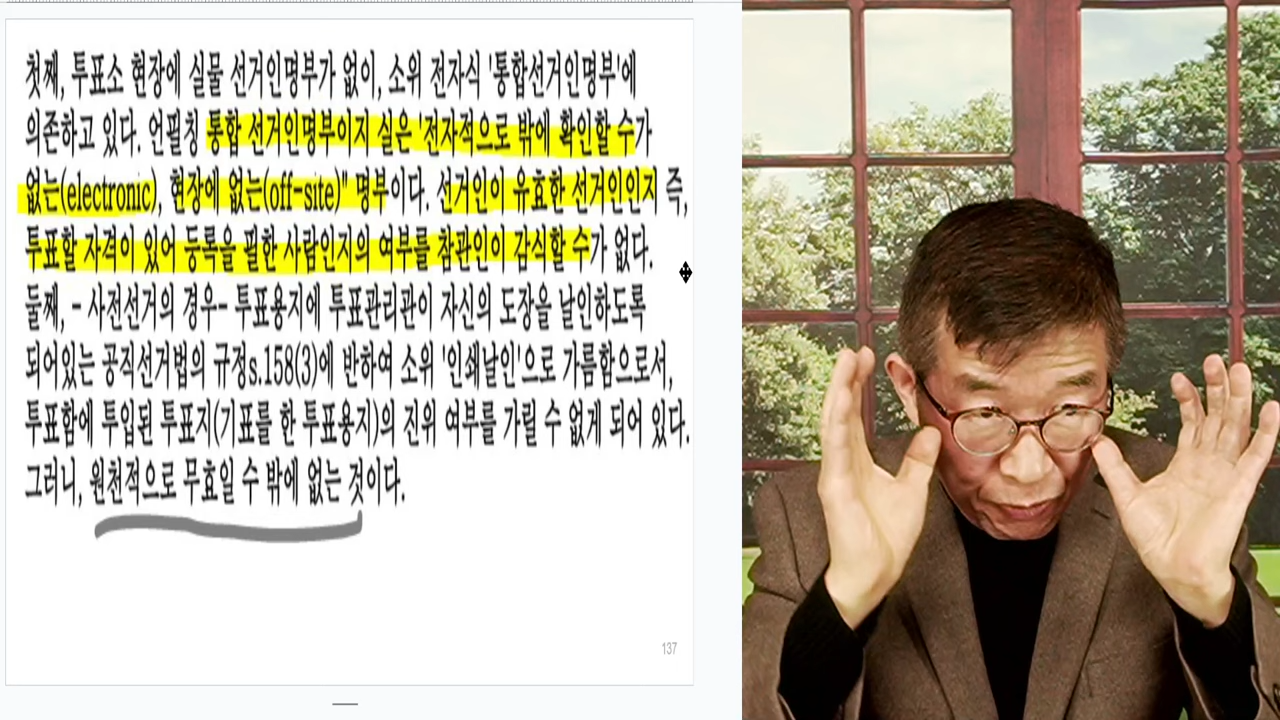 첫째, 투표소 현장에 실물 선거인명부가 없이, 소위 전자식 '통합선거인명부'에
의존하고 있다. 언필칭 통합 선거인명부이지 실은 '전자적으로 밖에 확인할 수가
없는(electronic), 현장에 없는(off-site)" 명부이다. 선거인이 유효한 선거인인지 즉,
투표할 자격이 있어 등록을 필한 사람인지의 여부를 참관인이 감식할 수가 없다.
둘째, - 사전선거의 경우- 투표용지에 투표관리관이 자신의 도장을 날인하도록
되어있는 공직선거법의 규정s.158(3)에 반하여 소위 '인쇄날인'으로 가름함으로서,
투표함에 투입된 투표지(기표를 한 투표용지)의 진위 여부를 가릴 수 없게 되어 있다.
그러니, 원천적으로 무효일 수 밖에 없는 것이다.
137